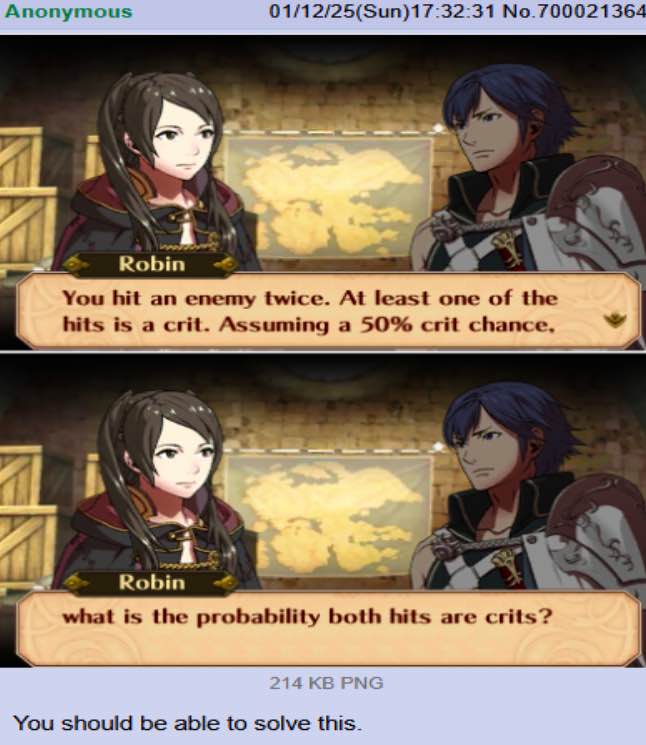 Anonymous 01/12/25(Sun)17:32:31 No.700021364
Robin
You hit an enemy twice. At least one of the
hits is a crit. Assuming a 50% crit chance,
Robin
what is the probability both hits are crits?
214 KB PNG
You should be able to solve this.